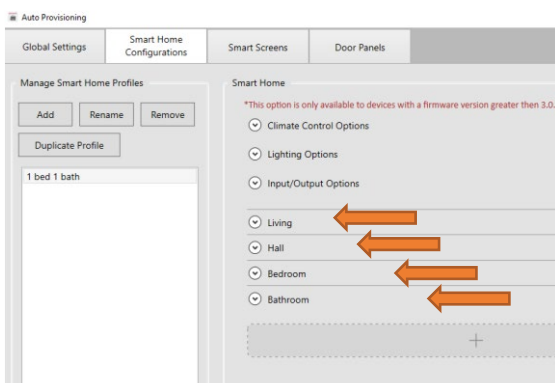 Auto Provisioning
Global Settings
Smart Home
Configurations
Smart Screens
Door Panels
Manage Smart Home Profiles
Add
Rename
Remove
Duplicate Profile
1 bed 1 bath
Smart Home
*This option is only available to devices with a firmware version greater then 3.0.
Climate Control Options
Lighting Options
Input/Output Options
Living
Hall
Bedroom
Bathroom